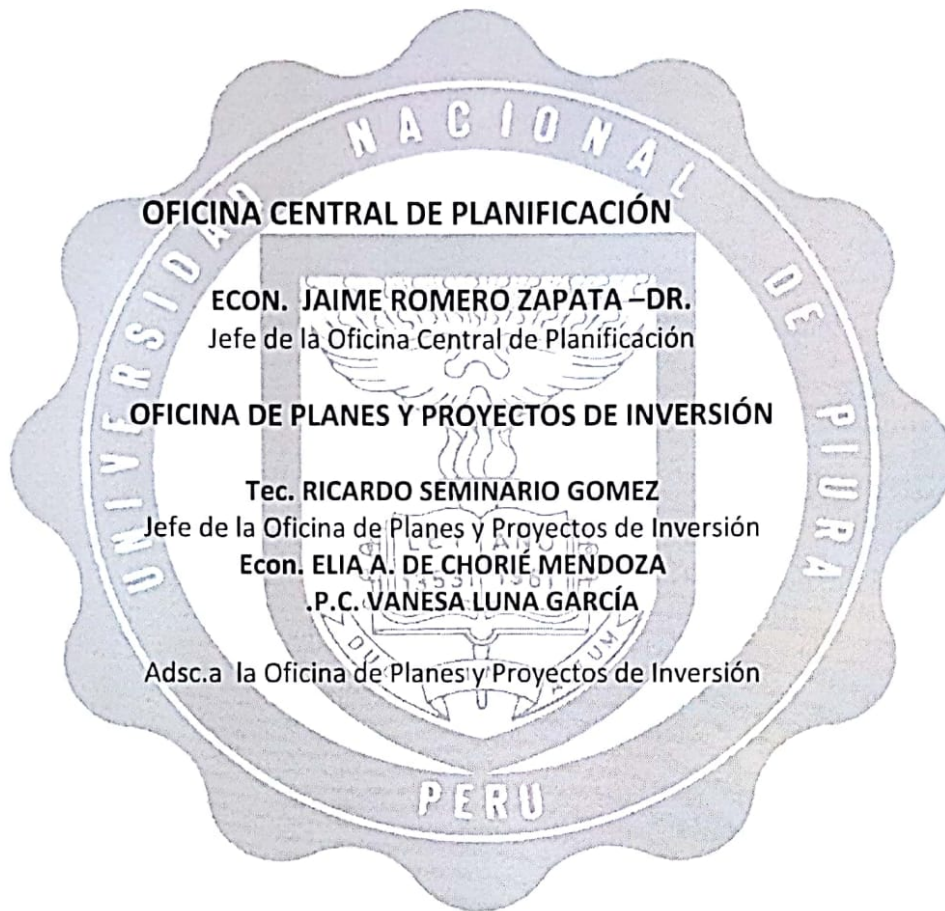 UNIVERSIDAD NACIONAL DE PIURA
OFICINA CENTRAL DE PLANIFICACIÓN
ECON. JAIME ROMERO ZAPATA –DR.
Jefe de la Oficina Central de Planificación
OFICINA DE PLANES Y PROYECTOS DE INVERSIÓN
Tec. RICARDO SEMINARIO GOMEZ
Jefe de la Oficina de Planes y Proyectos de Inversión
Econ. ELIA A. DE CHORIE MENDOZA
.P.C. VANESA LUNA GARCÍA
Adsc.a la Oficina de Planes y Proyectos de Inversión
PERU